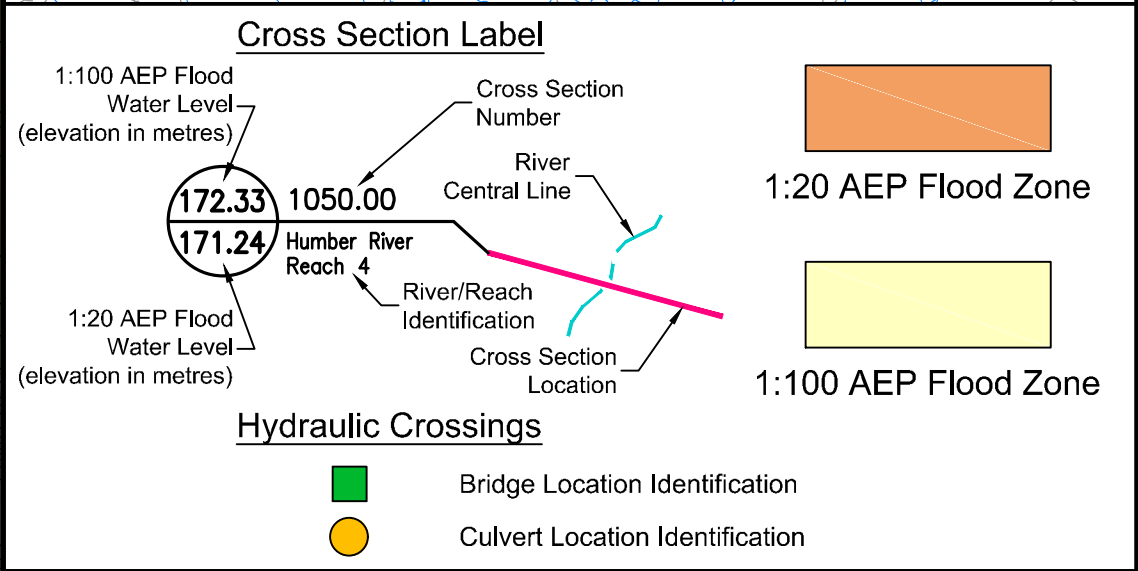 Cross Section Label
1:100 AEP Flood
Water Level
(elevation in metres)
Cross Section
Number
River
Central Line
172.33
1050.00
171.24
Humber River
Reach 4
River/Reach
Identification
1:20 AEP Flood
Water Level
(elevation in metres)
Cross Section
Location
1:20 AEP Flood Zone
1:100 AEP Flood Zone
Hydraulic Crossings
Bridge Location Identification
Culvert Location Identification